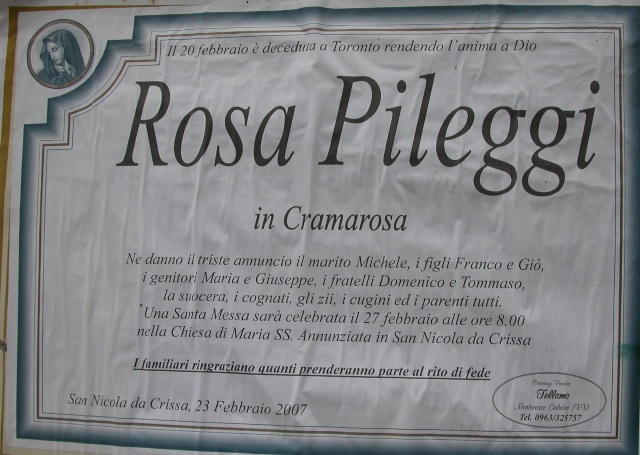 Il 20 febbraio è deceduta a Toronto rendendo l'anima a Dio
Rosa Pileggi
in Cramarosa
Ne danno il triste annuncio il marito Michele, i figli Franco e Giò,
i genitori Maria e Giuseppe, i fratelli Domenico e Tommaso,
la suocera, i cognati, gli zii, i cugini ed i parenti tutti.
Una Santa Messa sarà celebrata il 27 febbraio alle ore 8.00
nella Chiesa di Maria SS. Annunziata in San Nicola da Crissa
I familiari ringraziano quanti prenderanno parte al rito di fede
San Nicola da Crissa, 23 Febbraio 2007
Tellamo
(VV)
Tel. 0963/325757